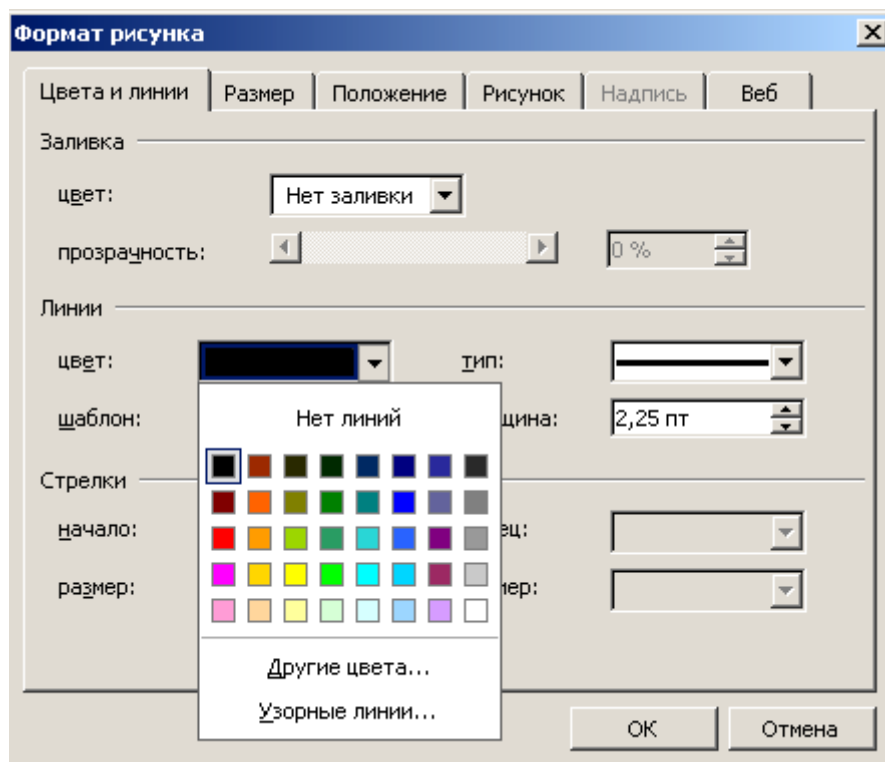 Формат рисунка
Цвета и линии Размер Положение Рисунок Надпись Веб
Заливка
цвет: Нет заливки
прозрачность: 0 %
Линии
цвет: тип:
шаблон: Нет линий щина: 2,25 пт
Стрелки
начало: ец:
размер: мер:
Другие цвета...
Узорные линии...
ОК Отмена